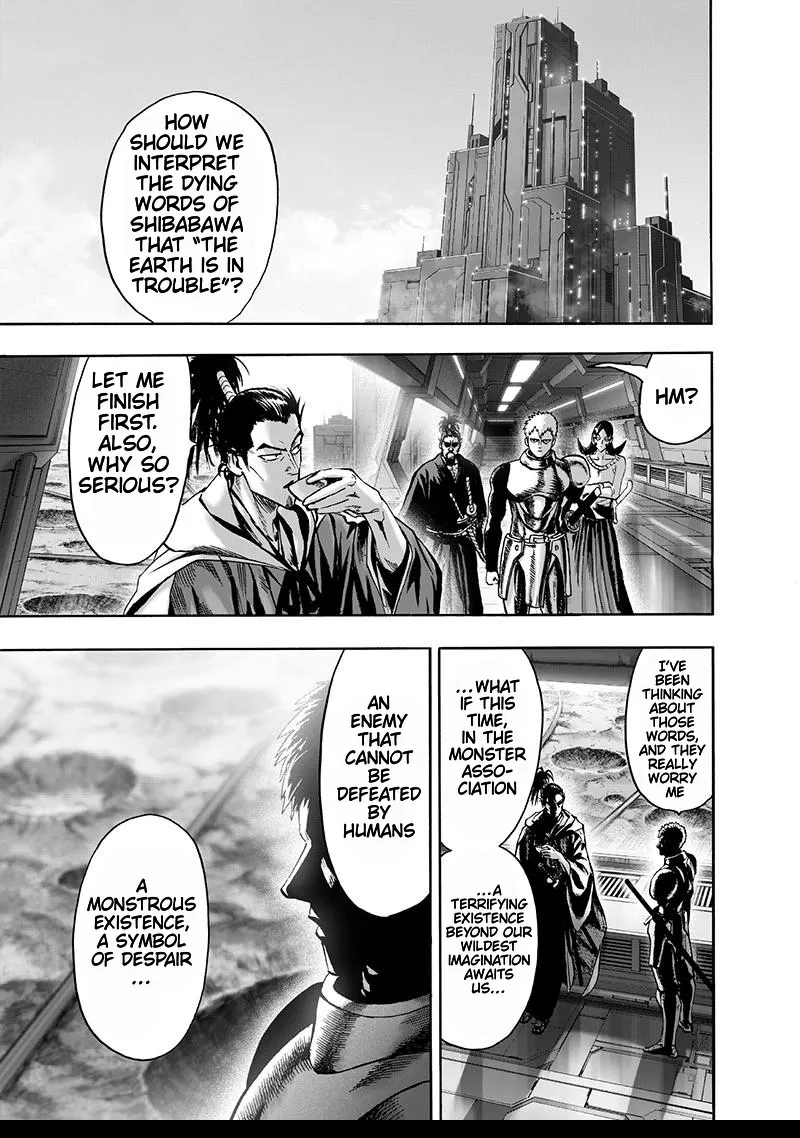 HOW
SHOULD WE
INTERPRET
THE DYING
WORDS OF
SHIBABAWA
THAT "THE
EARTH IS IN
TROUBLE"?
HM?
LET ME
FINISH
FIRST.
ALSO,
WHY SO
SERIOUS?
I'VE
BEEN
THINKING
ABOUT
THOSE
WORDS,
AND THEY
REALLY
WORRY
ME
...WHAT
IF THIS
TIME,
IN THE
MONSTER
ASSO-
CIATION
...A
TERRIFYING
EXISTENCE
BEYOND OUR
WILDEST
IMAGINATION
AWAITS
US...
AN
ENEMY
THAT
CANNOT
BE
DEFEATED
BY
HUMANS
A
MONSTROUS
EXISTENCE,
A SYMBOL
OF DESPAIR
...